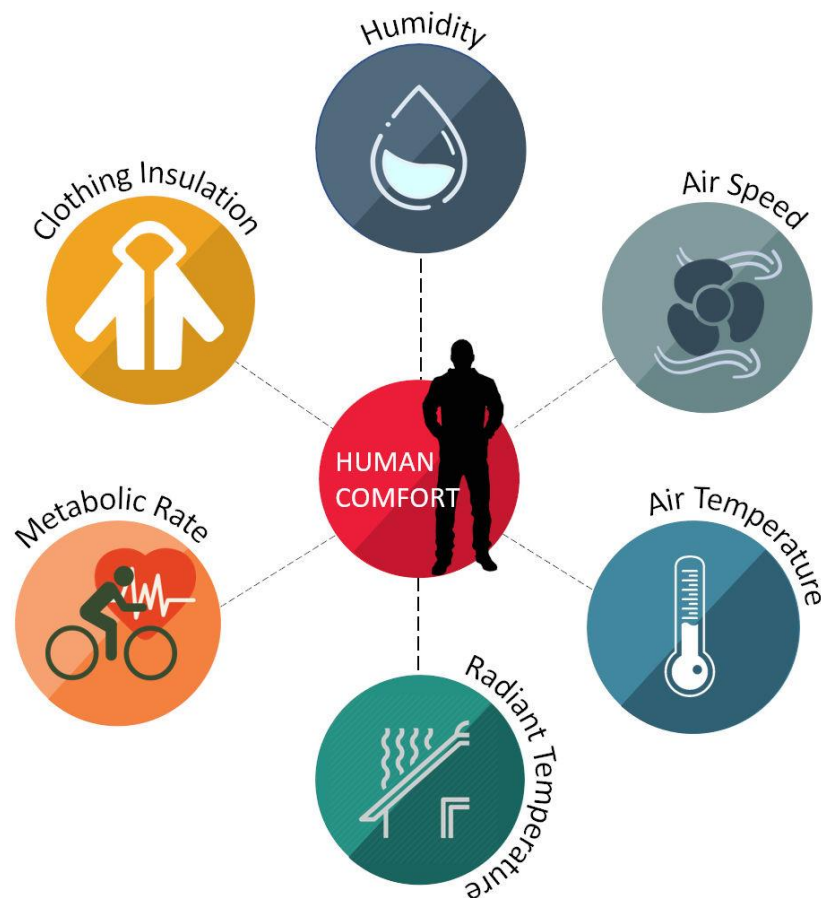 Humidity
Clothing Insulation
Air Speed
HUMAN
COMFORT
Metabolic Rate
Air Temperature
Radiant Temperature